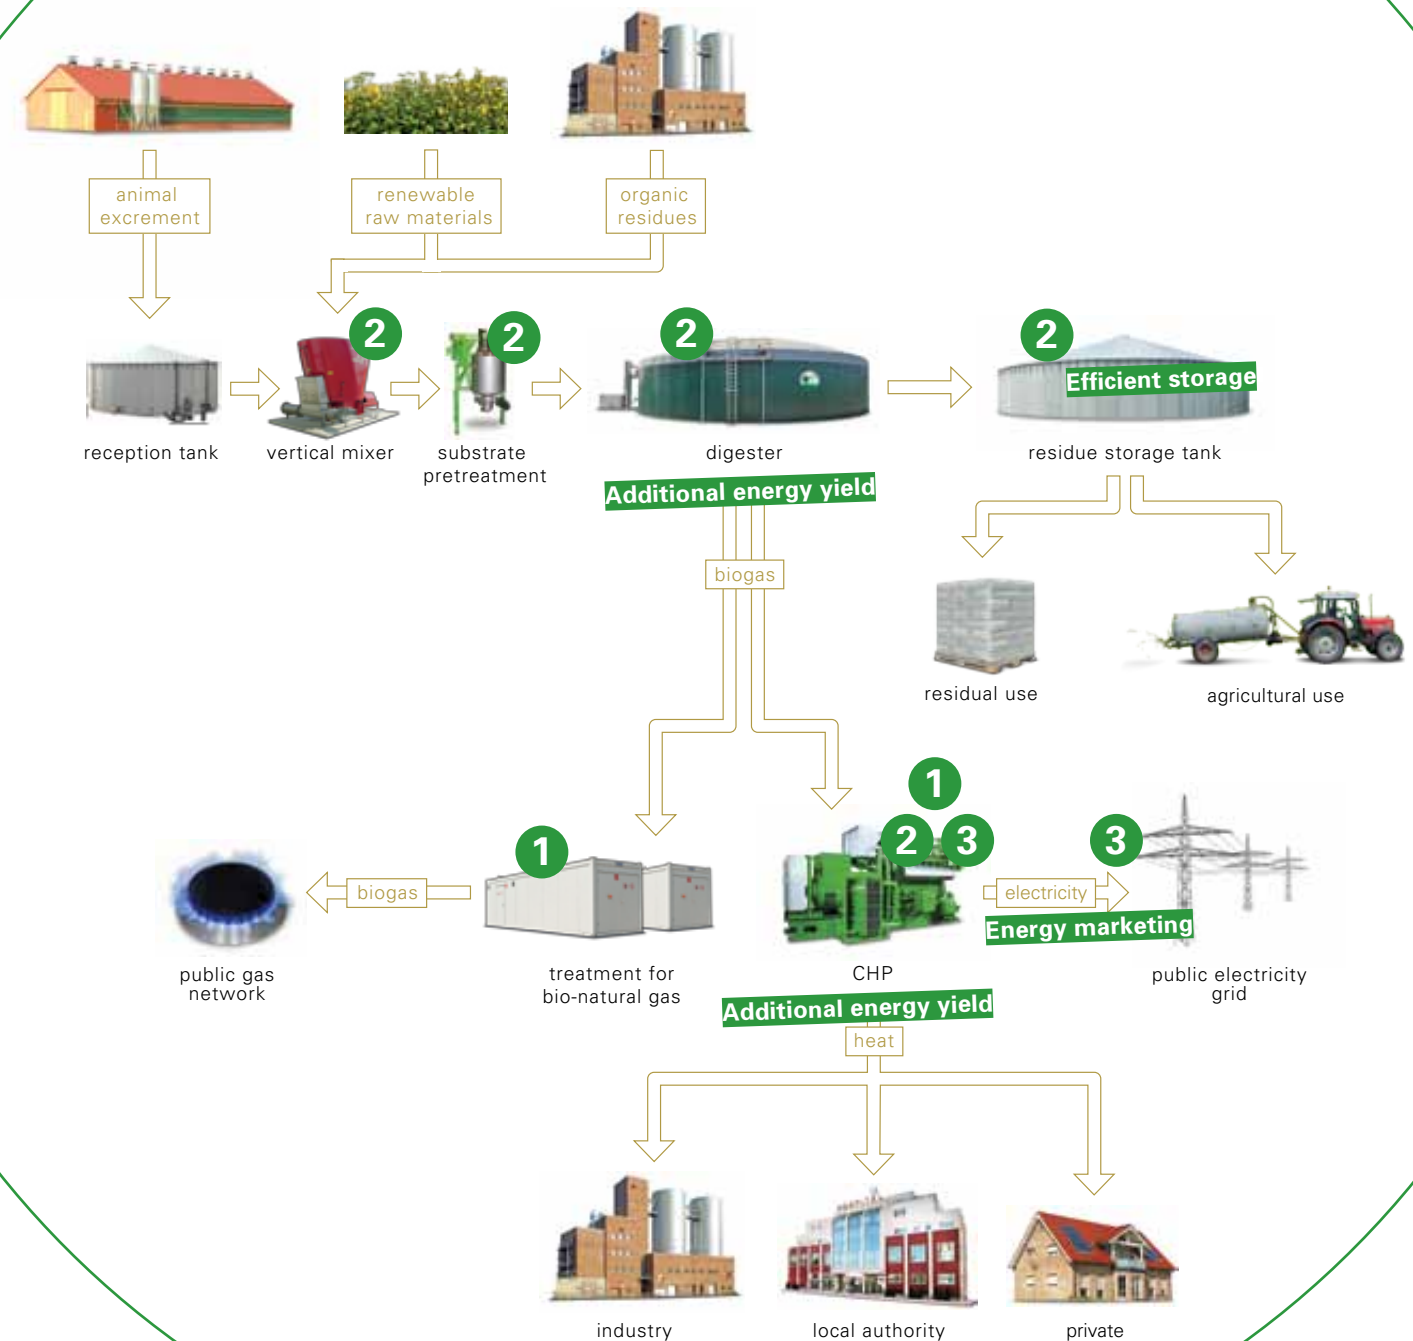 animal
excrement
renewable
raw materials
organic
residues
2
2
2
2
Efficient storage
reception tank
vertical mixer
substrate
pretreatment
digester
residue storage tank
Additional energy yield
biogas
residual use
agricultural use
1
1
2
3
3
biogas
electricity
Energy marketing
public gas
network
treatment for
bio-natural gas
CHP
public electricity
grid
Additional energy yield
heat
industry
local authority
private